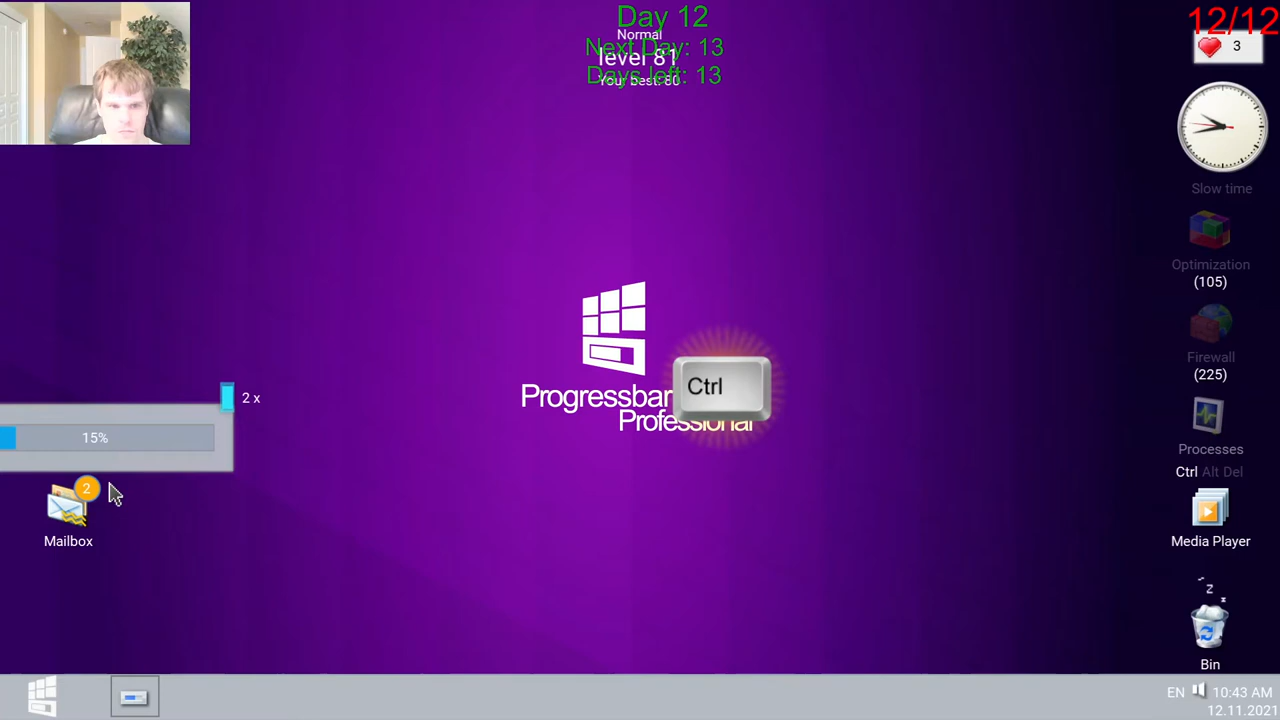 Day 12
Normal
Next Day: 13
level 81
Days left: 13
Your best: 80
12/12
3
Slow time
Optimization
(105)
Firewall
(225)
Processes
Ctrl Alt Del
Media Player
Z
Bin
2 x
15%
2
Mailbox
Progressbar
Professional
Ctrl
EN 10:43 AM
12.11.2021